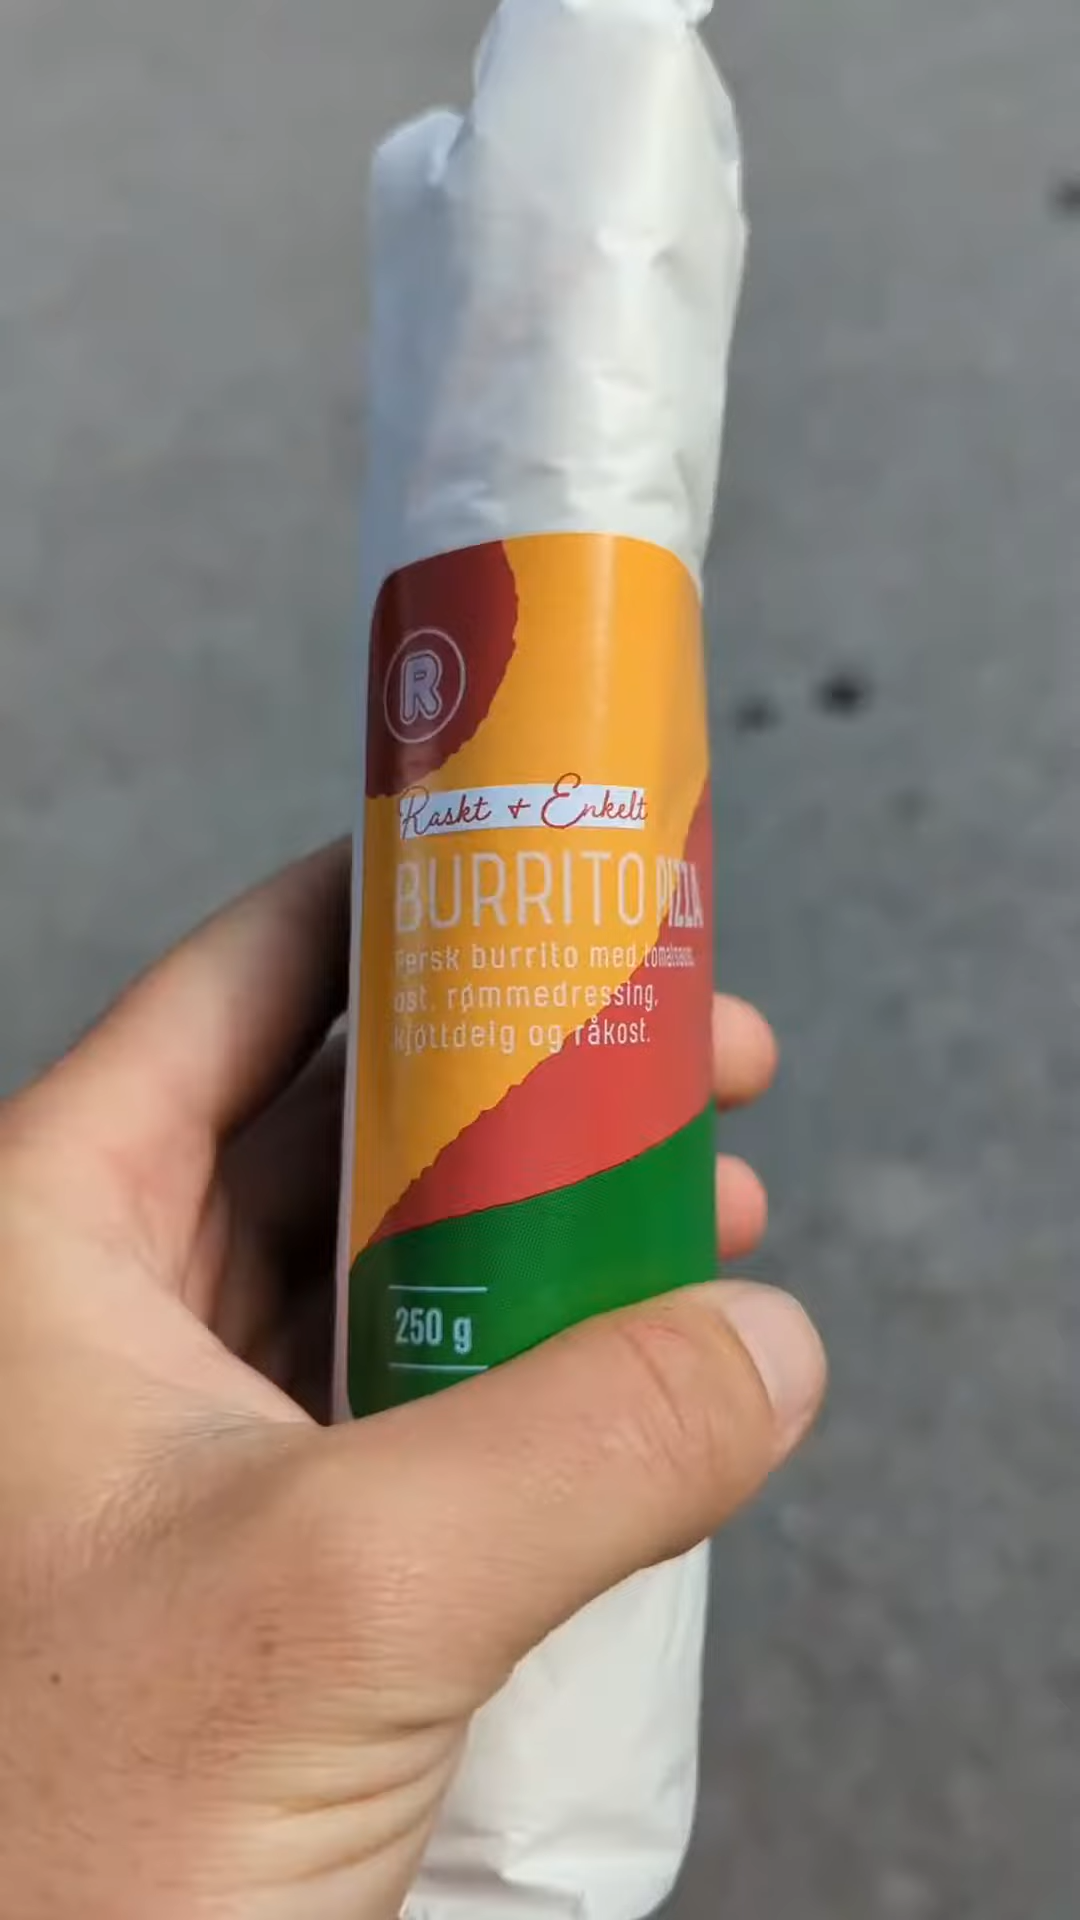 R
Raskt + Enkelt
BURRITO PIZZA
Fersk burrito med tomatsaus,
ost, rømmedressing,
kjøttdeig og råkost.
250 g